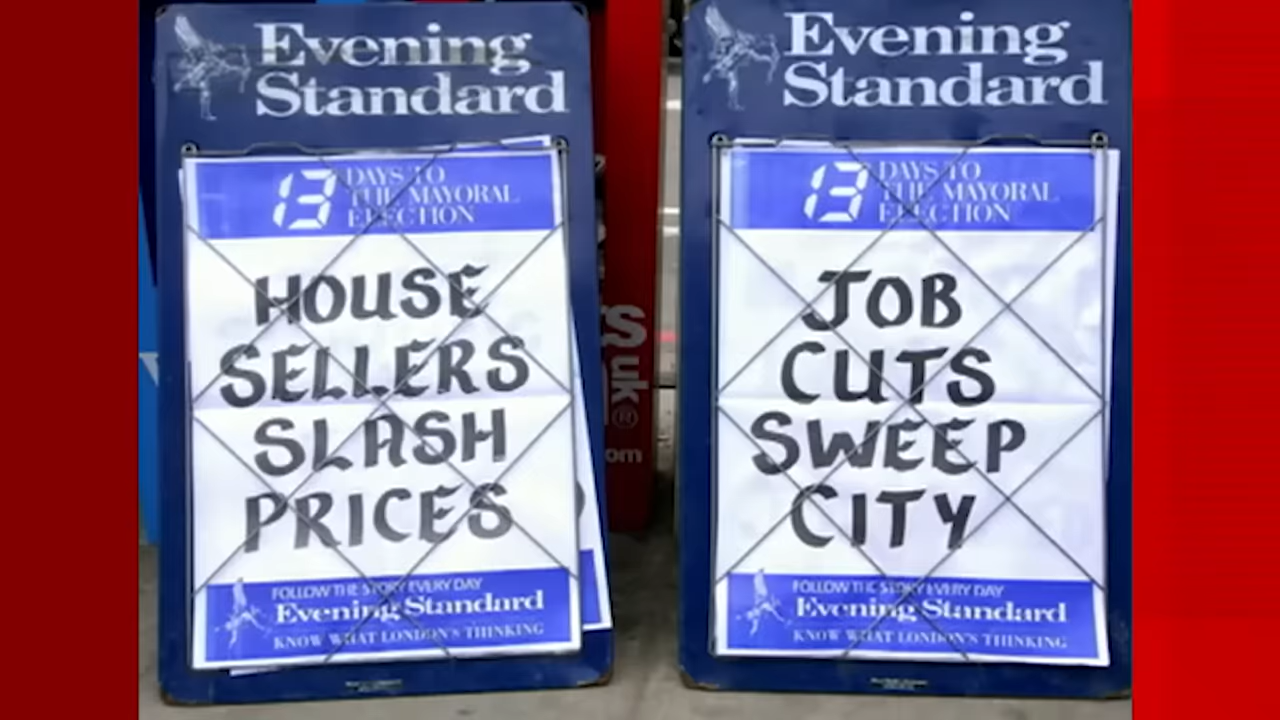 Evening
Standard
13 DAYS TO
THE MAYORAL
ELECTION
HOUSE
SELLERS
SLASH
PRICES
FOLLOW THE STORY EVERY DAY
Evening Standard
KNOW WHAT LONDON'S THINKING
Evening
Standard
13 DAYS TO
THE MAYORAL
ELECTION
JOB
CUTS
SWEEP
CITY
FOLLOW THE STORY EVERY DAY
Evening Standard
KNOW WHAT LONDON'S THINKING
s
uk®
om